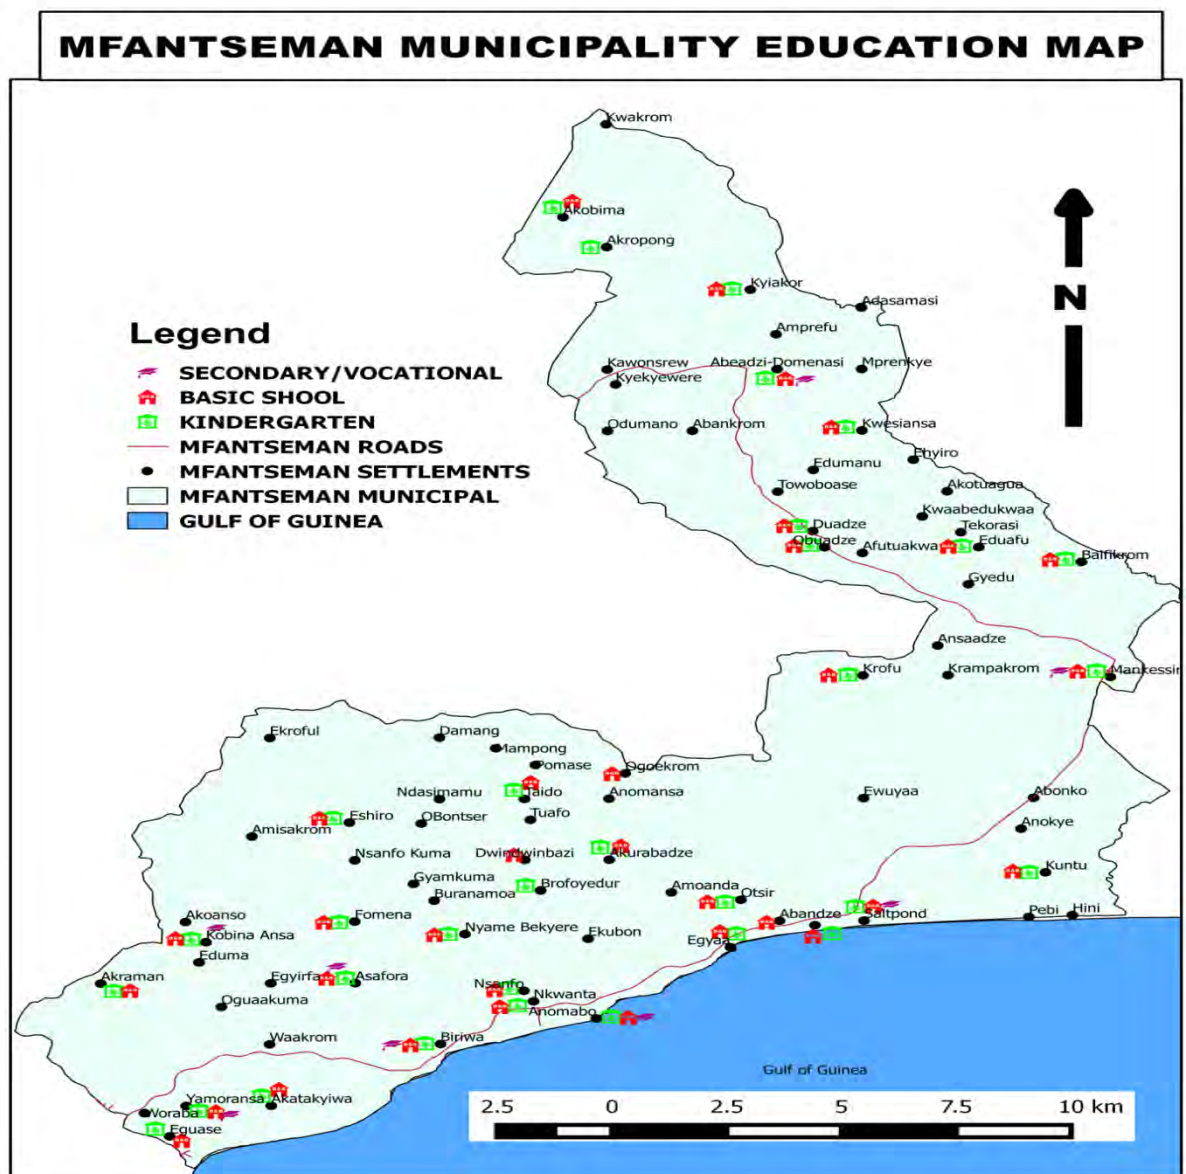 MFANTSEMAN MUNICIPALITY EDUCATION MAP
Kwakrom
Akobima
Akropong
N
Kyiakor
Adasamasi
Amprefu
Legend
SECONDARY/VOCATIONAL
BASIC SHOOL
KINDERGARTEN
MFANTSEMAN ROADS
MFANTSEMAN SETTLEMENTS
MFANTSEMAN MUNICIPAL
GULF OF GUINEA
Kawonsrew
Abeadzi-Domenasi
Mprenkye
Kyekyewere
Odumano
Abankrom
Kwesiansa
Ehyiro
Edumanu
Towoboase
Akotuagua
Kwaabedukwaa
Duadze
Tekorasi
Obuadze
Afutuakwa
Eduafu
Baifikrom
Gyedu
Ansaadze
Krofu
Krampakrom
Mankessim
Ekroful
Damang
Mampong
Pomase
Ogoekrom
Ndasimamu
Taido
Anomansa
Ewuyaa
Abonko
Eshiro
OBontser
Tuafo
Amisakrom
Anokye
Nsanfo Kuma
Dwindwinbazi
Akurabadze
Kuntu
Gyamkuma
Brofoyedur
Amoanda
Otsir
Buranamoa
Akoanso
Fomena
Abandze
Saltpond
Pebi
Hini
Kobina Ansa
Nyame Bekyere
Ekubon
Egyaa
Eduma
Akraman
Egyirfa
Asafora
Nsanfo
Nkwanta
Oguaakuma
Anomabo
Waakrom
Biriwa
Gulf of Guinea
Yamoransa
Akatakyiwa
Woraba
Eguase
2.5 0 2.5 5 7.5 10 km